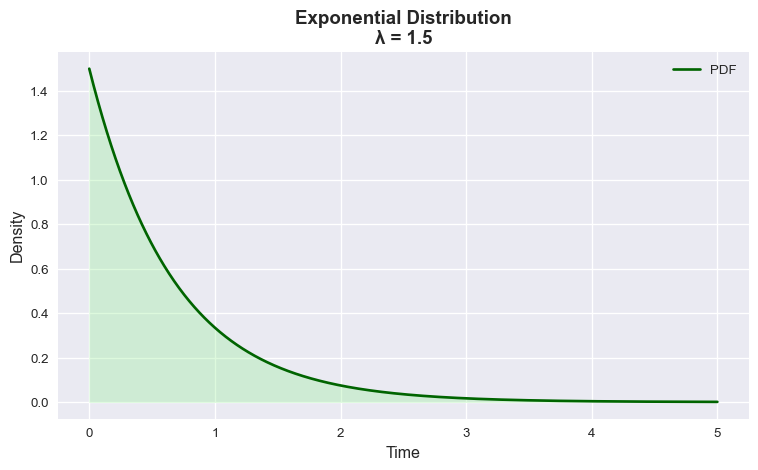 Exponential Distribution
λ = 1.5
PDF
1.4
1.2
1.0
0.8
0.6
0.4
0.2
0.0
Density
0 1 2 3 4 5
Time